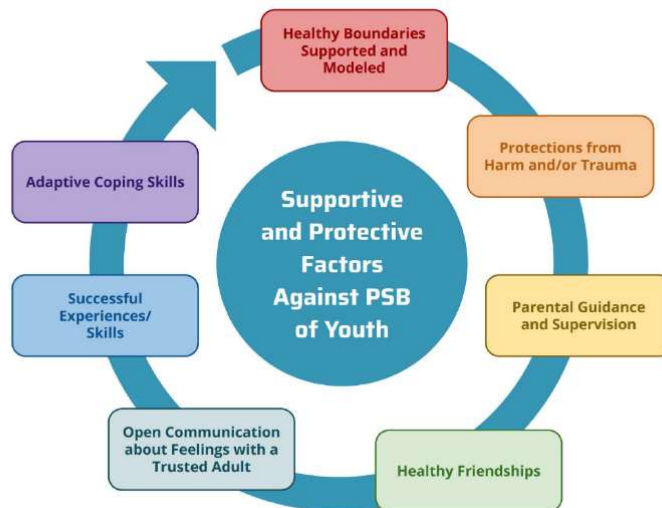 Healthy Boundaries
Supported and
Modeled
Protections from
Harm and/or Trauma
Parental Guidance
and Supervision
Healthy Friendships
Open Communication
about Feelings with a
Trusted Adult
Successful
Experiences/
Skills
Adaptive Coping Skills
Supportive
and Protective
Factors
Against PSB
of Youth